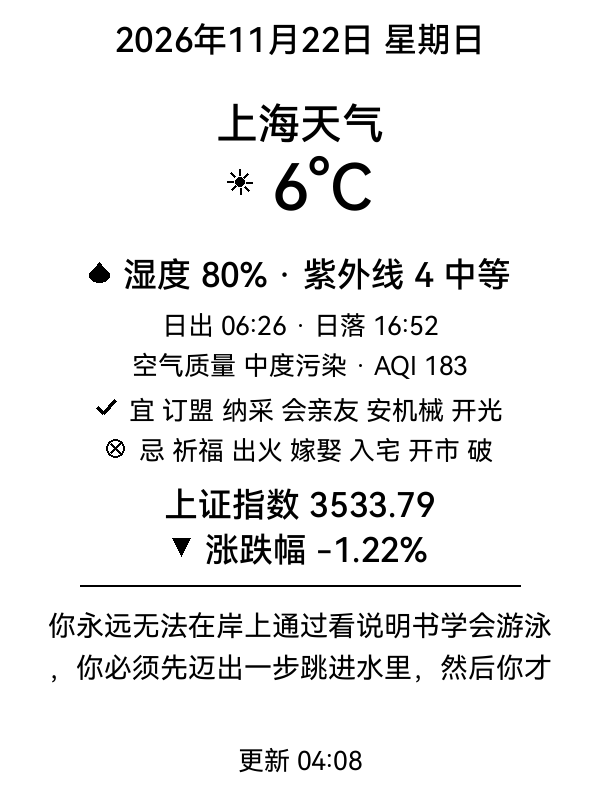 2026年11月22日 星期日
上海天气
6°C
湿度 80% · 紫外线 4 中等
日出 06:26 · 日落 16:52
空气质量 中度污染 · AQI 183
宜 订盟 纳采 会亲友 安机械 开光
忌 祈福 出火 嫁娶 入宅 开市 破
上证指数 3533.79
▼ 涨跌幅 -1.22%
你永远无法在岸上通过看说明书学会游泳
，你必须先迈出一步跳进水里，然后你才
更新 04:08